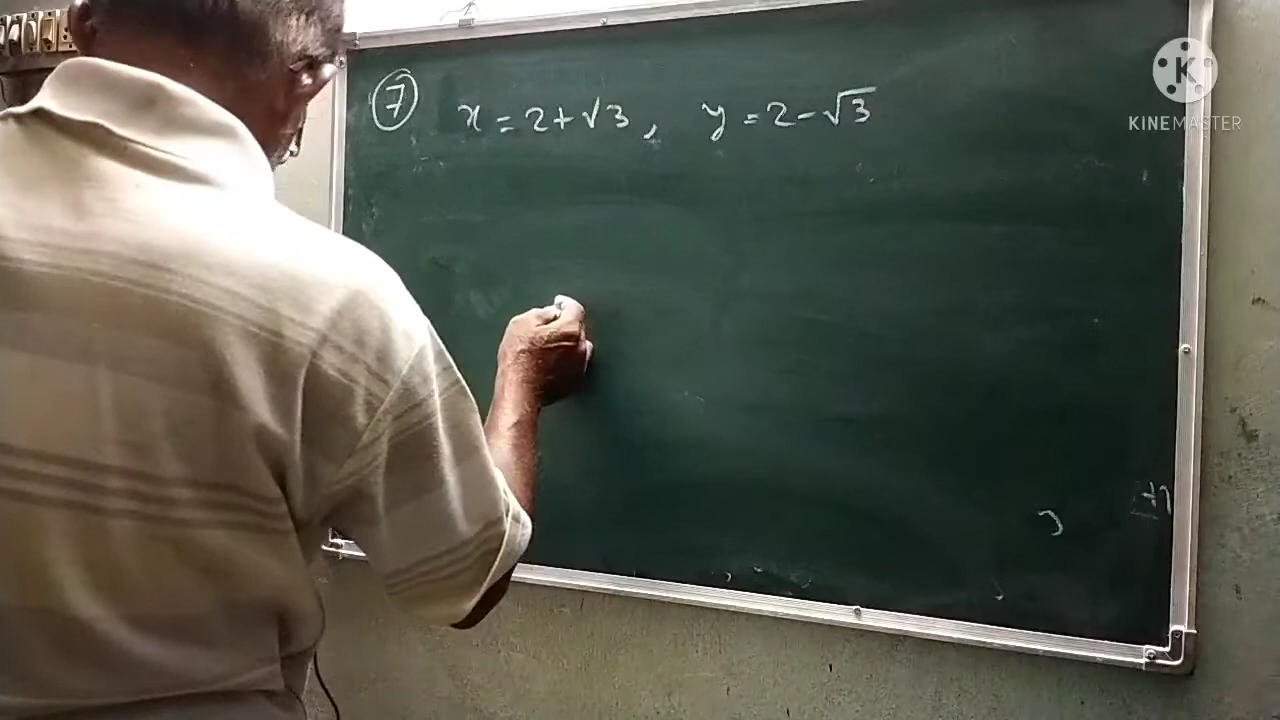 ⑦ x = 2+√3, y = 2-√3
KINEMASTER